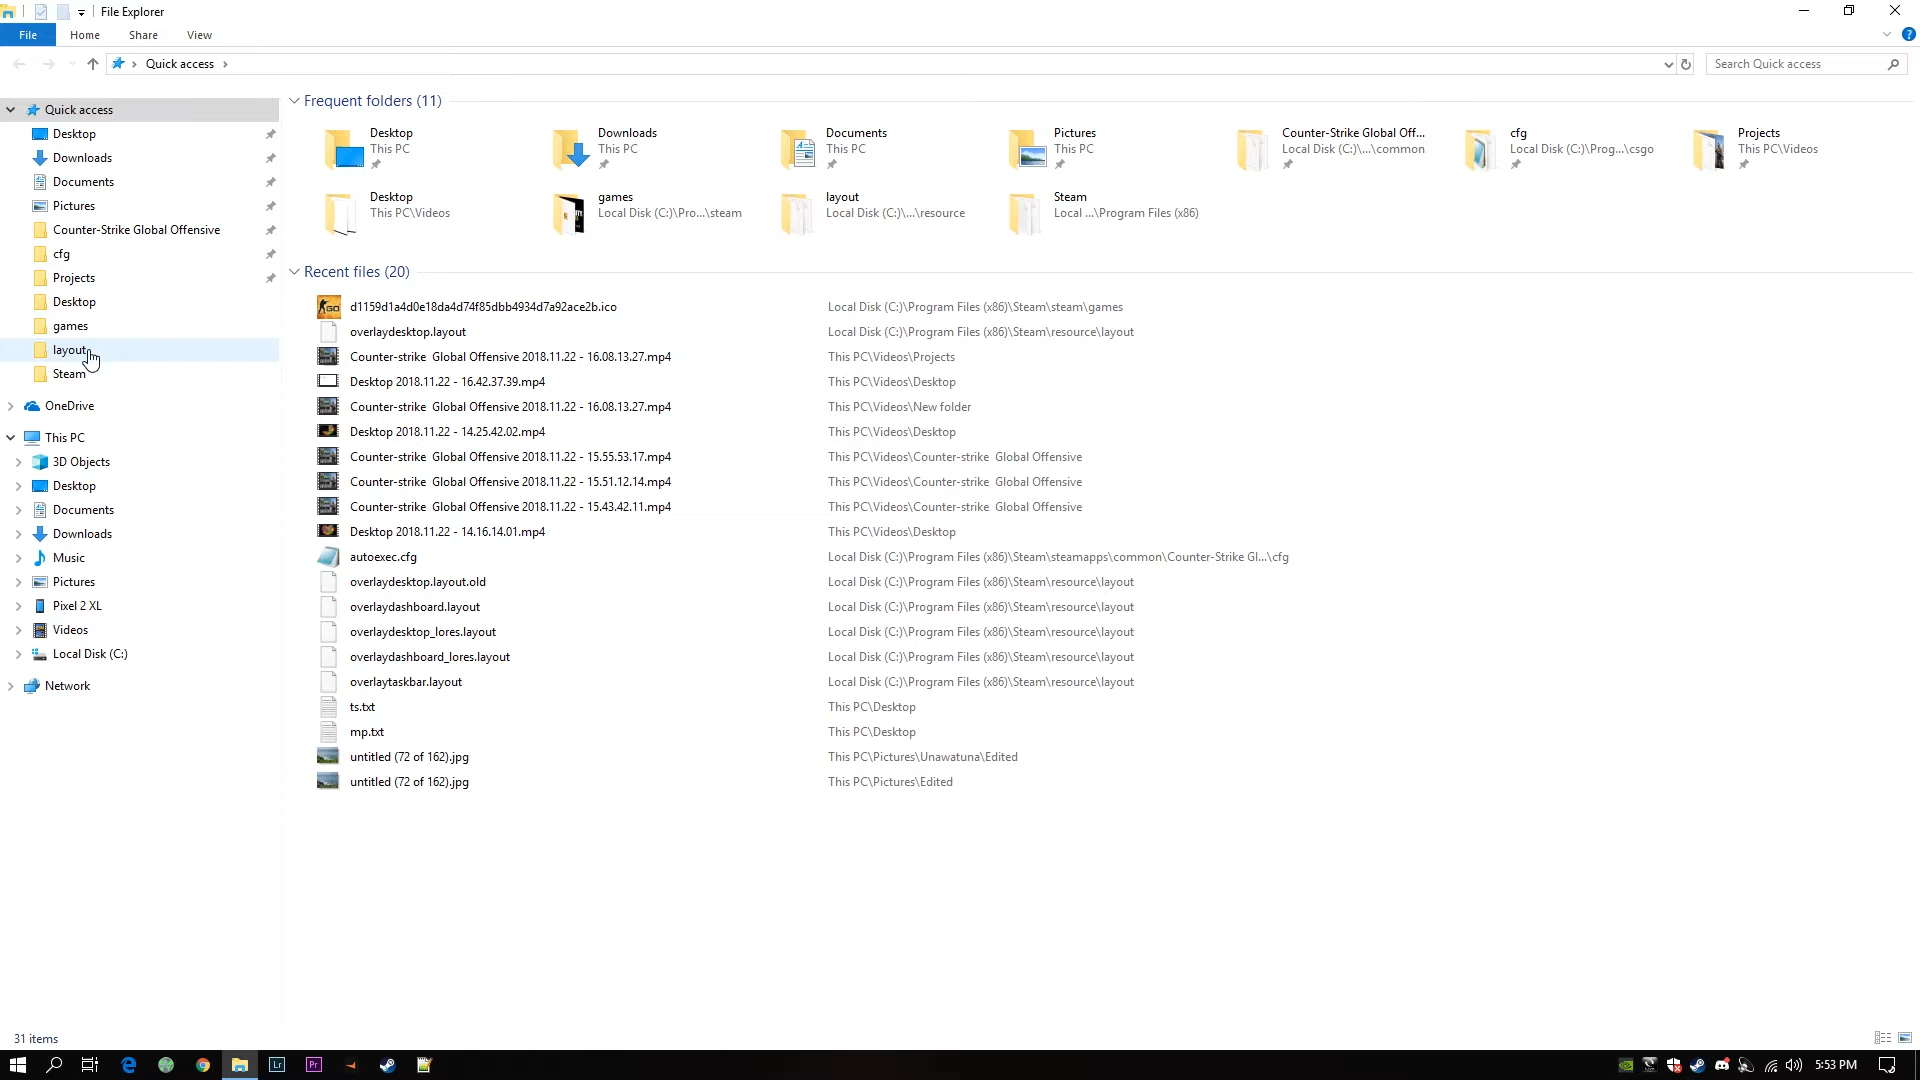 File Explorer
File Home Share View
Quick access
Search Quick access
Quick access
Desktop
Downloads
Documents
Pictures
Counter-Strike Global Offensive
cfg
Projects
Desktop
games
layout
Steam
OneDrive
This PC
3D Objects
Desktop
Documents
Downloads
Music
Pictures
Pixel 2 XL
Videos
Local Disk (C:)
Network
Frequent folders (11)
Desktop
This PC
Downloads
This PC
Documents
This PC
Pictures
This PC
Counter-Strike Global Off...
Local Disk (C:)\...\common
cfg
Local Disk (C:)\Prog...\csgo
Projects
This PC\Videos
Desktop
This PC\Videos
games
Local Disk (C:)\Pro...\steam
layout
Local Disk (C:)\...\resource
Steam
Local ...\Program Files (x86)
Recent files (20)
d1159d1a4d0e18da4d74f85dbb4934d7a92ace2b.ico Local Disk (C:)\Program Files (x86)\Steam\steam\games
overlaydesktop.layout Local Disk (C:)\Program Files (x86)\Steam\resource\layout
Counter-strike Global Offensive 2018.11.22 - 16.08.13.27.mp4 This PC\Videos\Projects
Desktop 2018.11.22 - 16.42.37.39.mp4 This PC\Videos\Desktop
Counter-strike Global Offensive 2018.11.22 - 16.08.13.27.mp4 This PC\Videos\New folder
Desktop 2018.11.22 - 14.25.42.02.mp4 This PC\Videos\Desktop
Counter-strike Global Offensive 2018.11.22 - 15.55.53.17.mp4 This PC\Videos\Counter-strike Global Offensive
Counter-strike Global Offensive 2018.11.22 - 15.51.12.14.mp4 This PC\Videos\Counter-strike Global Offensive
Counter-strike Global Offensive 2018.11.22 - 15.43.42.11.mp4 This PC\Videos\Counter-strike Global Offensive
Desktop 2018.11.22 - 14.16.14.01.mp4 This PC\Videos\Desktop
autoexec.cfg Local Disk (C:)\Program Files (x86)\Steam\steamapps\common\Counter-Strike Gl...\cfg
overlaydesktop.layout.old Local Disk (C:)\Program Files (x86)\Steam\resource\layout
overlaydashboard.layout Local Disk (C:)\Program Files (x86)\Steam\resource\layout
overlaydesktop_lores.layout Local Disk (C:)\Program Files (x86)\Steam\resource\layout
overlaydashboard_lores.layout Local Disk (C:)\Program Files (x86)\Steam\resource\layout
overlaytaskbar.layout Local Disk (C:)\Program Files (x86)\Steam\resource\layout
ts.txt This PC\Desktop
mp.txt This PC\Desktop
untitled (72 of 162).jpg This PC\Pictures\Unawatuna\Edited
untitled (72 of 162).jpg This PC\Pictures\Edited
31 items
Lr Pr
5:53 PM